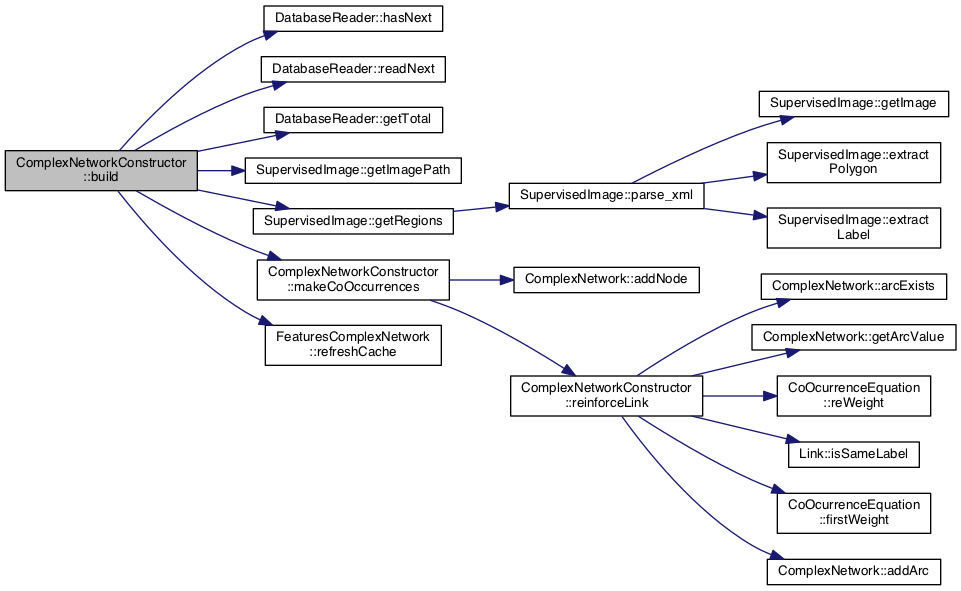 ComplexNetworkConstructor
::build
DatabaseReader::hasNext
DatabaseReader::readNext
DatabaseReader::getTotal
SupervisedImage::getImagePath
SupervisedImage::getRegions
ComplexNetworkConstructor
::makeCoOccurrences
FeaturesComplexNetwork
::refreshCache
SupervisedImage::parse_xml
ComplexNetwork::addNode
ComplexNetworkConstructor
::reinforceLink
SupervisedImage::getImage
SupervisedImage::extract
Polygon
SupervisedImage::extract
Label
ComplexNetwork::arcExists
ComplexNetwork::getArcValue
CoOcurrenceEquation
::reWeight
Link::isSameLabel
CoOcurrenceEquation
::firstWeight
ComplexNetwork::addArc